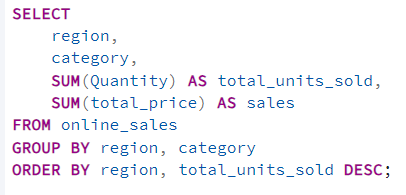 SELECT
region,
category,
SUM(Quantity) AS total_units_sold,
SUM(total_price) AS sales
FROM online_sales
GROUP BY region, category
ORDER BY region, total_units_sold DESC;